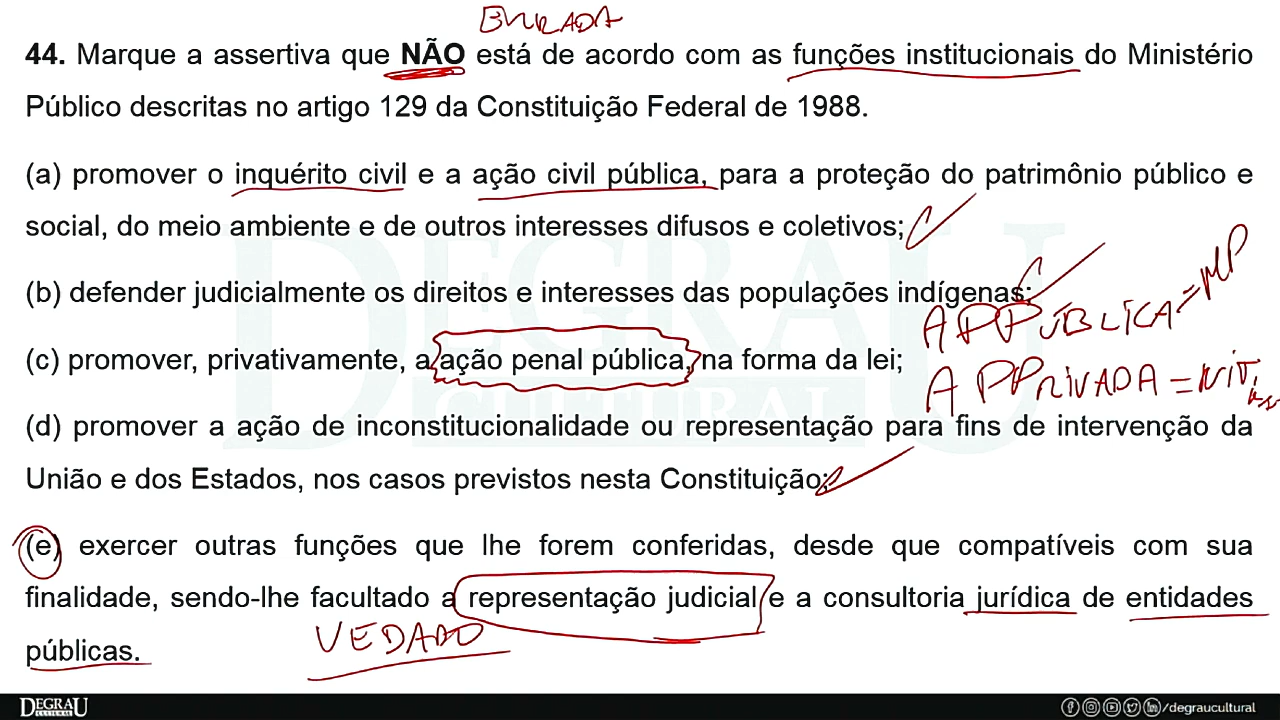 ERRADA
44. Marque a assertiva que NÃO está de acordo com as funções institucionais do Ministério
Público descritas no artigo 129 da Constituição Federal de 1988.
(a) promover o inquérito civil e a ação civil pública, para a proteção do patrimônio público e
social, do meio ambiente e de outros interesses difusos e coletivos;
(b) defender judicialmente os direitos e interesses das populações indígenas;
A P PÚBLICA = MP
(c) promover, privativamente, a ação penal pública, na forma da lei;
A P PRIVADA =
(d) promover a ação de inconstitucionalidade ou representação para fins de intervenção da
União e dos Estados, nos casos previstos nesta Constituição;
(e) exercer outras funções que lhe forem conferidas, desde que compatíveis com sua
finalidade, sendo-lhe facultado a representação judicial e a consultoria jurídica de entidades
VEDADO
públicas.
DEGRAU CULTURAL
DEGRAU
CULTURAL
/degraucultural